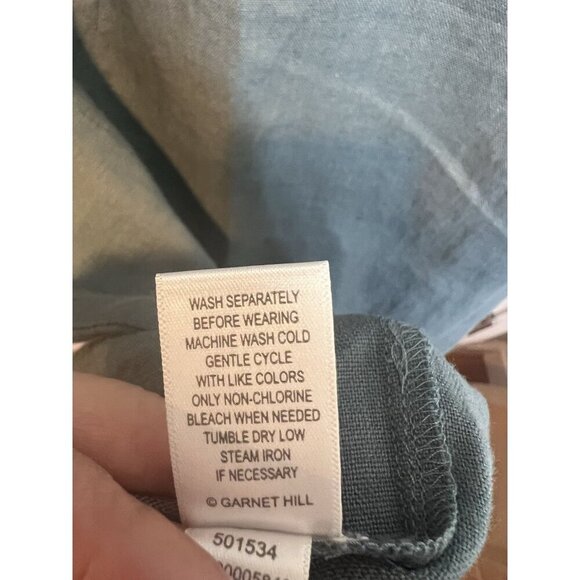 WASH SEPARATELY
BEFORE WEARING
MACHINE WASH COLD
GENTLE CYCLE
WITH LIKE COLORS
ONLY NON-CHLORINE
BLEACH WHEN NEEDED
TUMBLE DRY LOW
STEAM IRON
IF NECESSARY
© GARNET HILL
501534